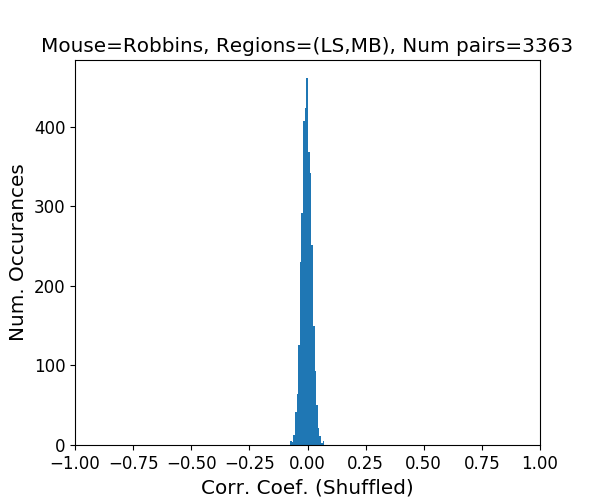 Mouse=Robbins, Regions=(LS,MB), Num pairs=3363
Num. Occurances
400
300
200
100
0
−1.00 −0.75 −0.50 −0.25 0.00 0.25 0.50 0.75 1.00
Corr. Coef. (Shuffled)